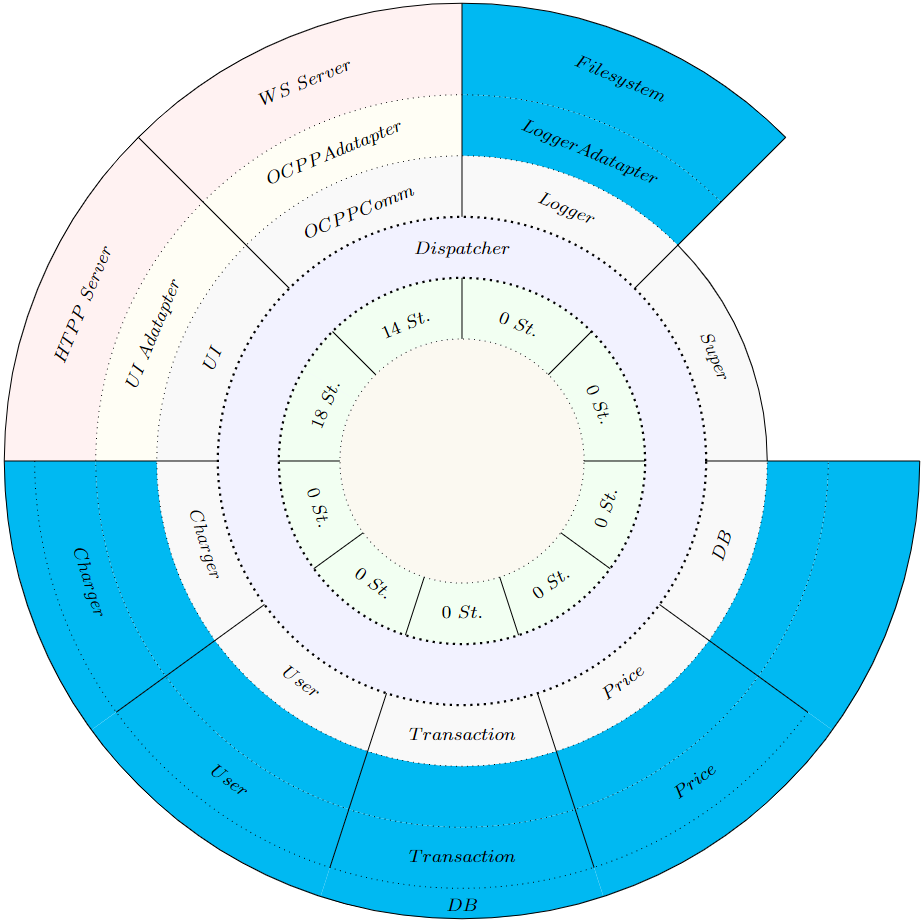 Filesystem
WS Server
LoggerAdatapter
OCPPAdatapter
Logger
OCPPComm
Dispatcher
HTPP Server
UI Adatapter
UI
Super
14 St.
0 St.
18 St.
0 St.
0 St.
0 St.
0 St.
0 St.
0 St.
Charger
DB
Charger
User
Price
Transaction
User
Price
Transaction
DB